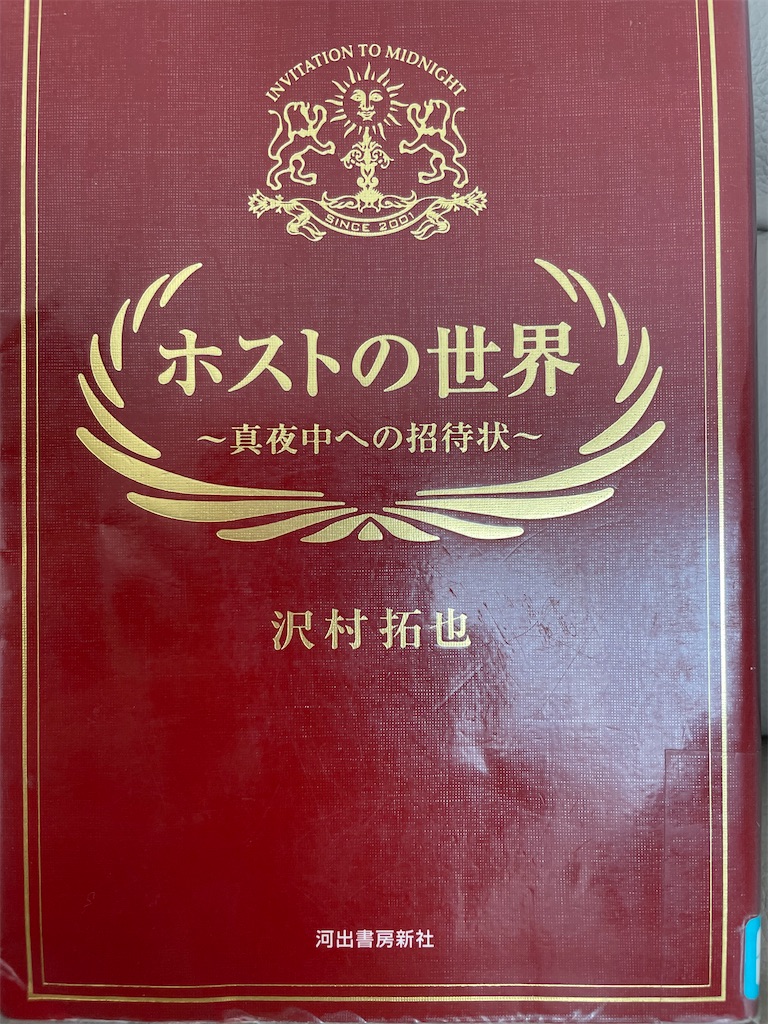 INVITATION TO MIDNIGHT
SINCE 2001
ホストの世界
～真夜中への招待状～
沢村拓也
河出書房新社